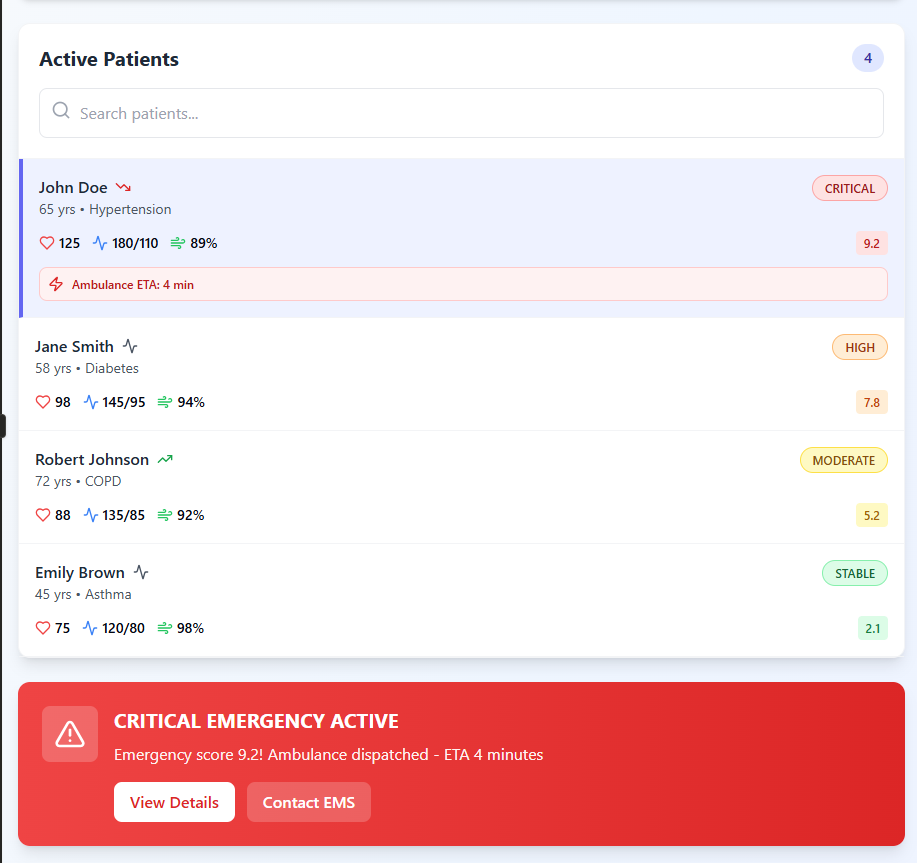 Active Patients 4
Search patients...
John Doe CRITICAL
65 yrs • Hypertension
125 180/110 89% 9.2
Ambulance ETA: 4 min
Jane Smith HIGH
58 yrs • Diabetes
98 145/95 94% 7.8
Robert Johnson MODERATE
72 yrs • COPD
88 135/85 92% 5.2
Emily Brown STABLE
45 yrs • Asthma
75 120/80 98% 2.1
CRITICAL EMERGENCY ACTIVE
Emergency score 9.2! Ambulance dispatched - ETA 4 minutes
View Details Contact EMS